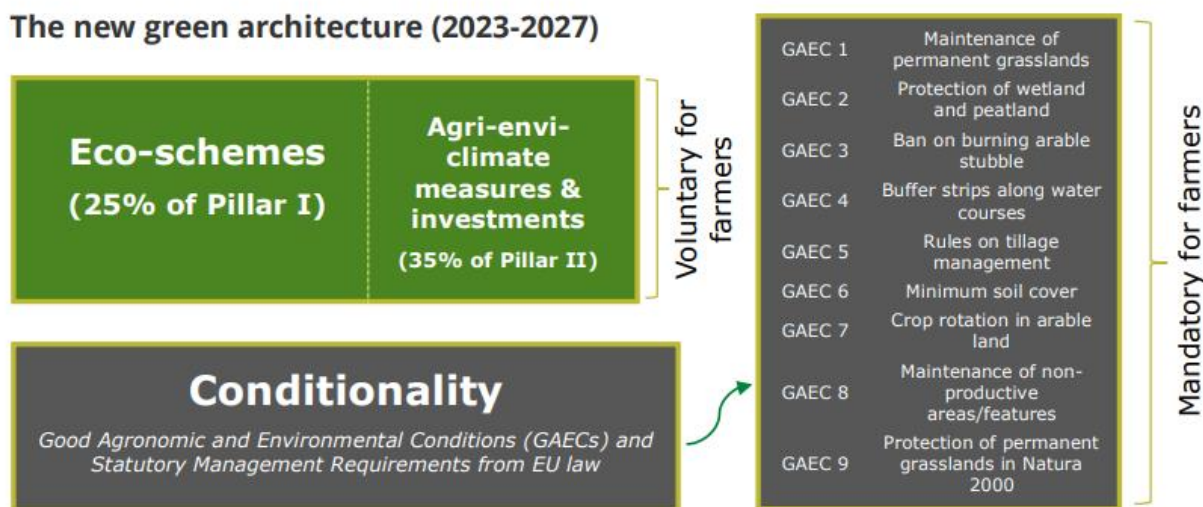 The new green architecture (2023-2027)
Eco-schemes
(25% of Pillar I)
Agri-envi-
climate
measures &
investments
(35% of Pillar II)
Voluntary for
farmers
Conditionality
Good Agronomic and Environmental Conditions (GAECs) and
Statutory Management Requirements from EU law
GAEC 1 Maintenance of
permanent grasslands
GAEC 2 Protection of wetland
and peatland
GAEC 3 Ban on burning arable
stubble
GAEC 4 Buffer strips along water
courses
GAEC 5 Rules on tillage
management
GAEC 6 Minimum soil cover
GAEC 7 Crop rotation in arable
land
GAEC 8 Maintenance of non-
productive
areas/features
GAEC 9 Protection of permanent
grasslands in Natura
2000
Mandatory for farmers